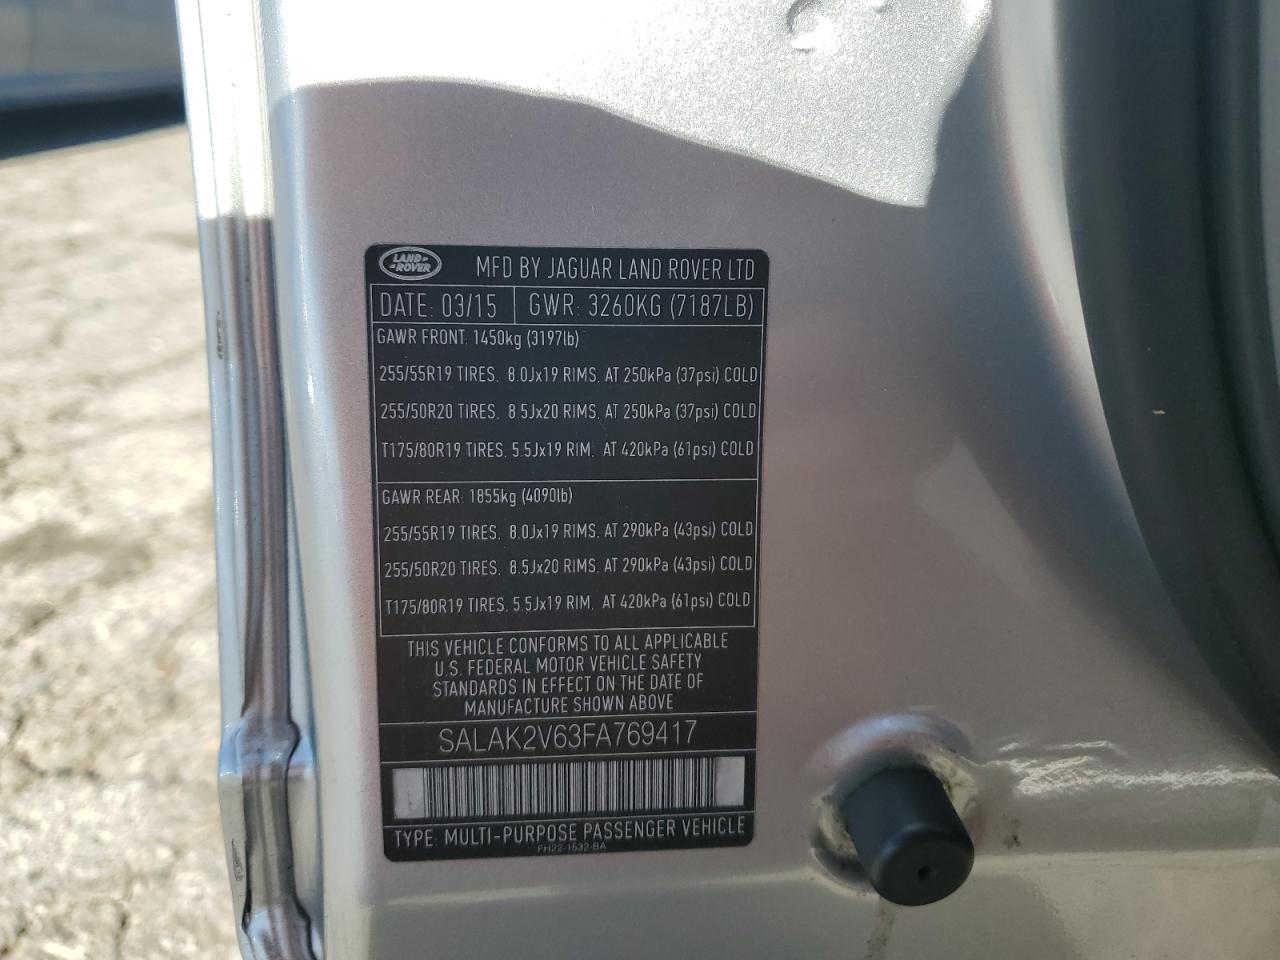 LAND-
-ROVER
MFD BY JAGUAR LAND ROVER LTD
DATE: 03/15 GWR: 3260KG (7187LB)
GAWR FRONT: 1450kg (3197lb)
255/55R19 TIRES, 8.0Jx19 RIMS, AT 250kPa (37psi) COLD
255/50R20 TIRES, 8.5Jx20 RIMS, AT 250kPa (37psi) COLD
T175/80R19 TIRES, 5.5Jx19 RIM, AT 420kPa (61psi) COLD
GAWR REAR: 1855kg (4090lb)
255/55R19 TIRES, 8.0Jx19 RIMS, AT 290kPa (43psi) COLD
255/50R20 TIRES, 8.5Jx20 RIMS, AT 290kPa (43psi) COLD
T175/80R19 TIRES, 5.5Jx19 RIM, AT 420kPa (61psi) COLD
THIS VEHICLE CONFORMS TO ALL APPLICABLE
U.S. FEDERAL MOTOR VEHICLE SAFETY
STANDARDS IN EFFECT ON THE DATE OF
MANUFACTURE SHOWN ABOVE
SALAK2V63FA769417
TYPE: MULTI-PURPOSE PASSENGER VEHICLE
FH22-1532-BA